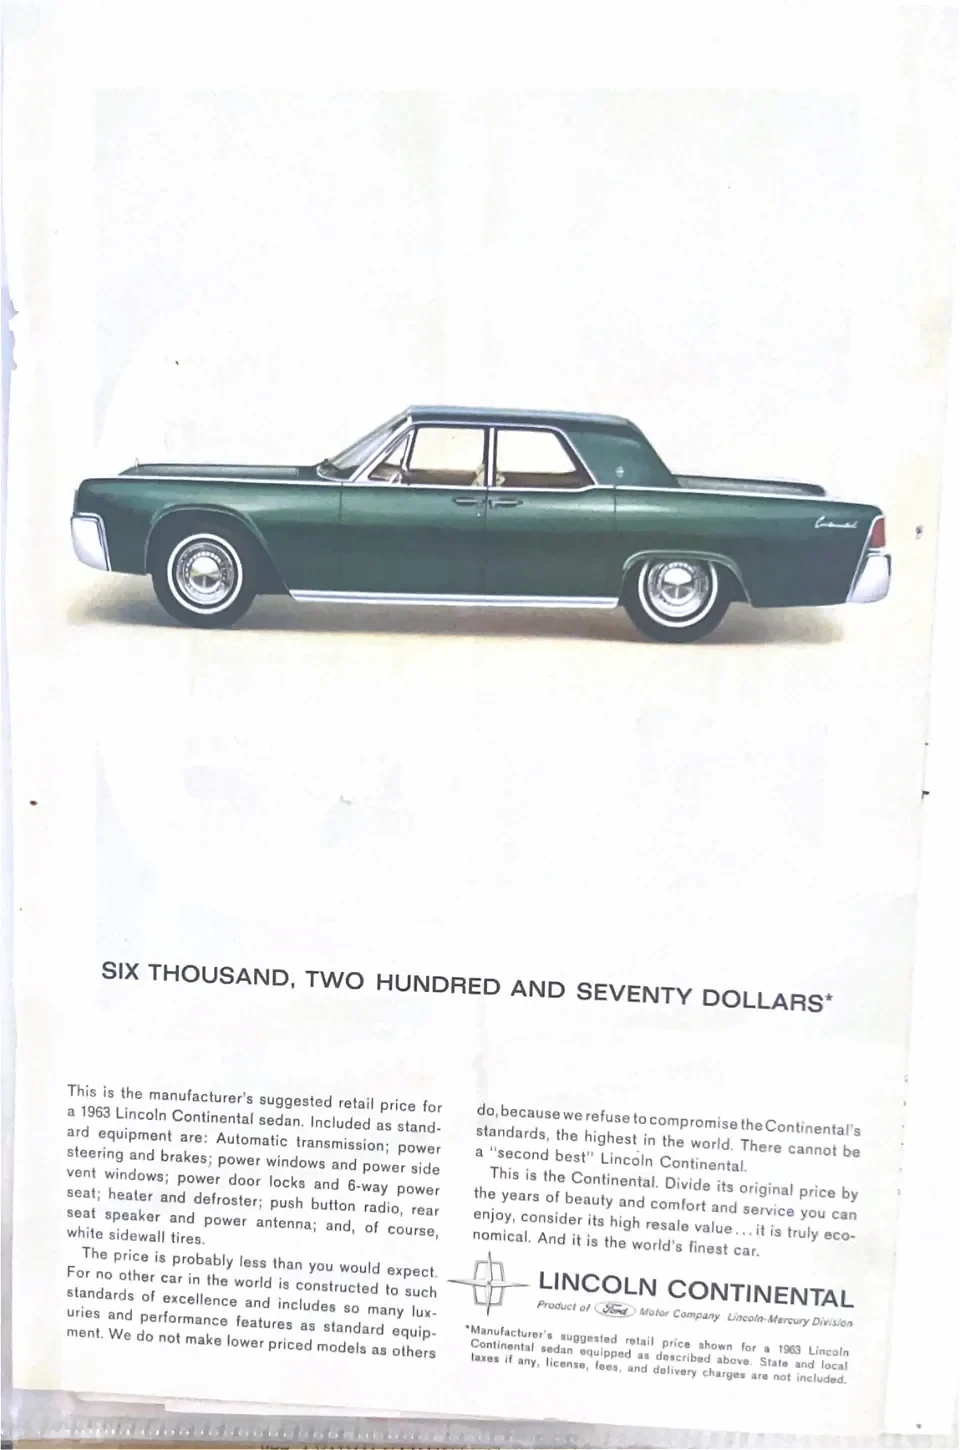 Continental
SIX THOUSAND, TWO HUNDRED AND SEVENTY DOLLARS*
This is the manufacturer's suggested retail price for
a 1963 Lincoln Continental sedan. Included as stand-
ard equipment are: Automatic transmission; power
steering and brakes; power windows and power side
vent windows; power door locks and 6-way power
seat; heater and defroster; push button radio, rear
seat speaker and power antenna; and, of course,
white sidewall tires.
The price is probably less than you would expect.
For no other car in the world is constructed to such
standards of excellence and includes so many lux-
uries and performance features as standard equip-
ment. We do not make lower priced models as others
do, because we refuse to compromise the Continental's
standards, the highest in the world. There cannot be
a "second best" Lincoln Continental.
This is the Continental. Divide its original price by
the years of beauty and comfort and service you can
enjoy, consider its high resale value...it is truly eco-
nomical. And it is the world's finest car.
LINCOLN CONTINENTAL
Product of Ford Motor Company Lincoln-Mercury Division
*Manufacturer's suggested retail price shown for a 1963 Lincoln
Continental sedan equipped as described above. State and local
taxes if any, license, fees, and delivery charges are not included.